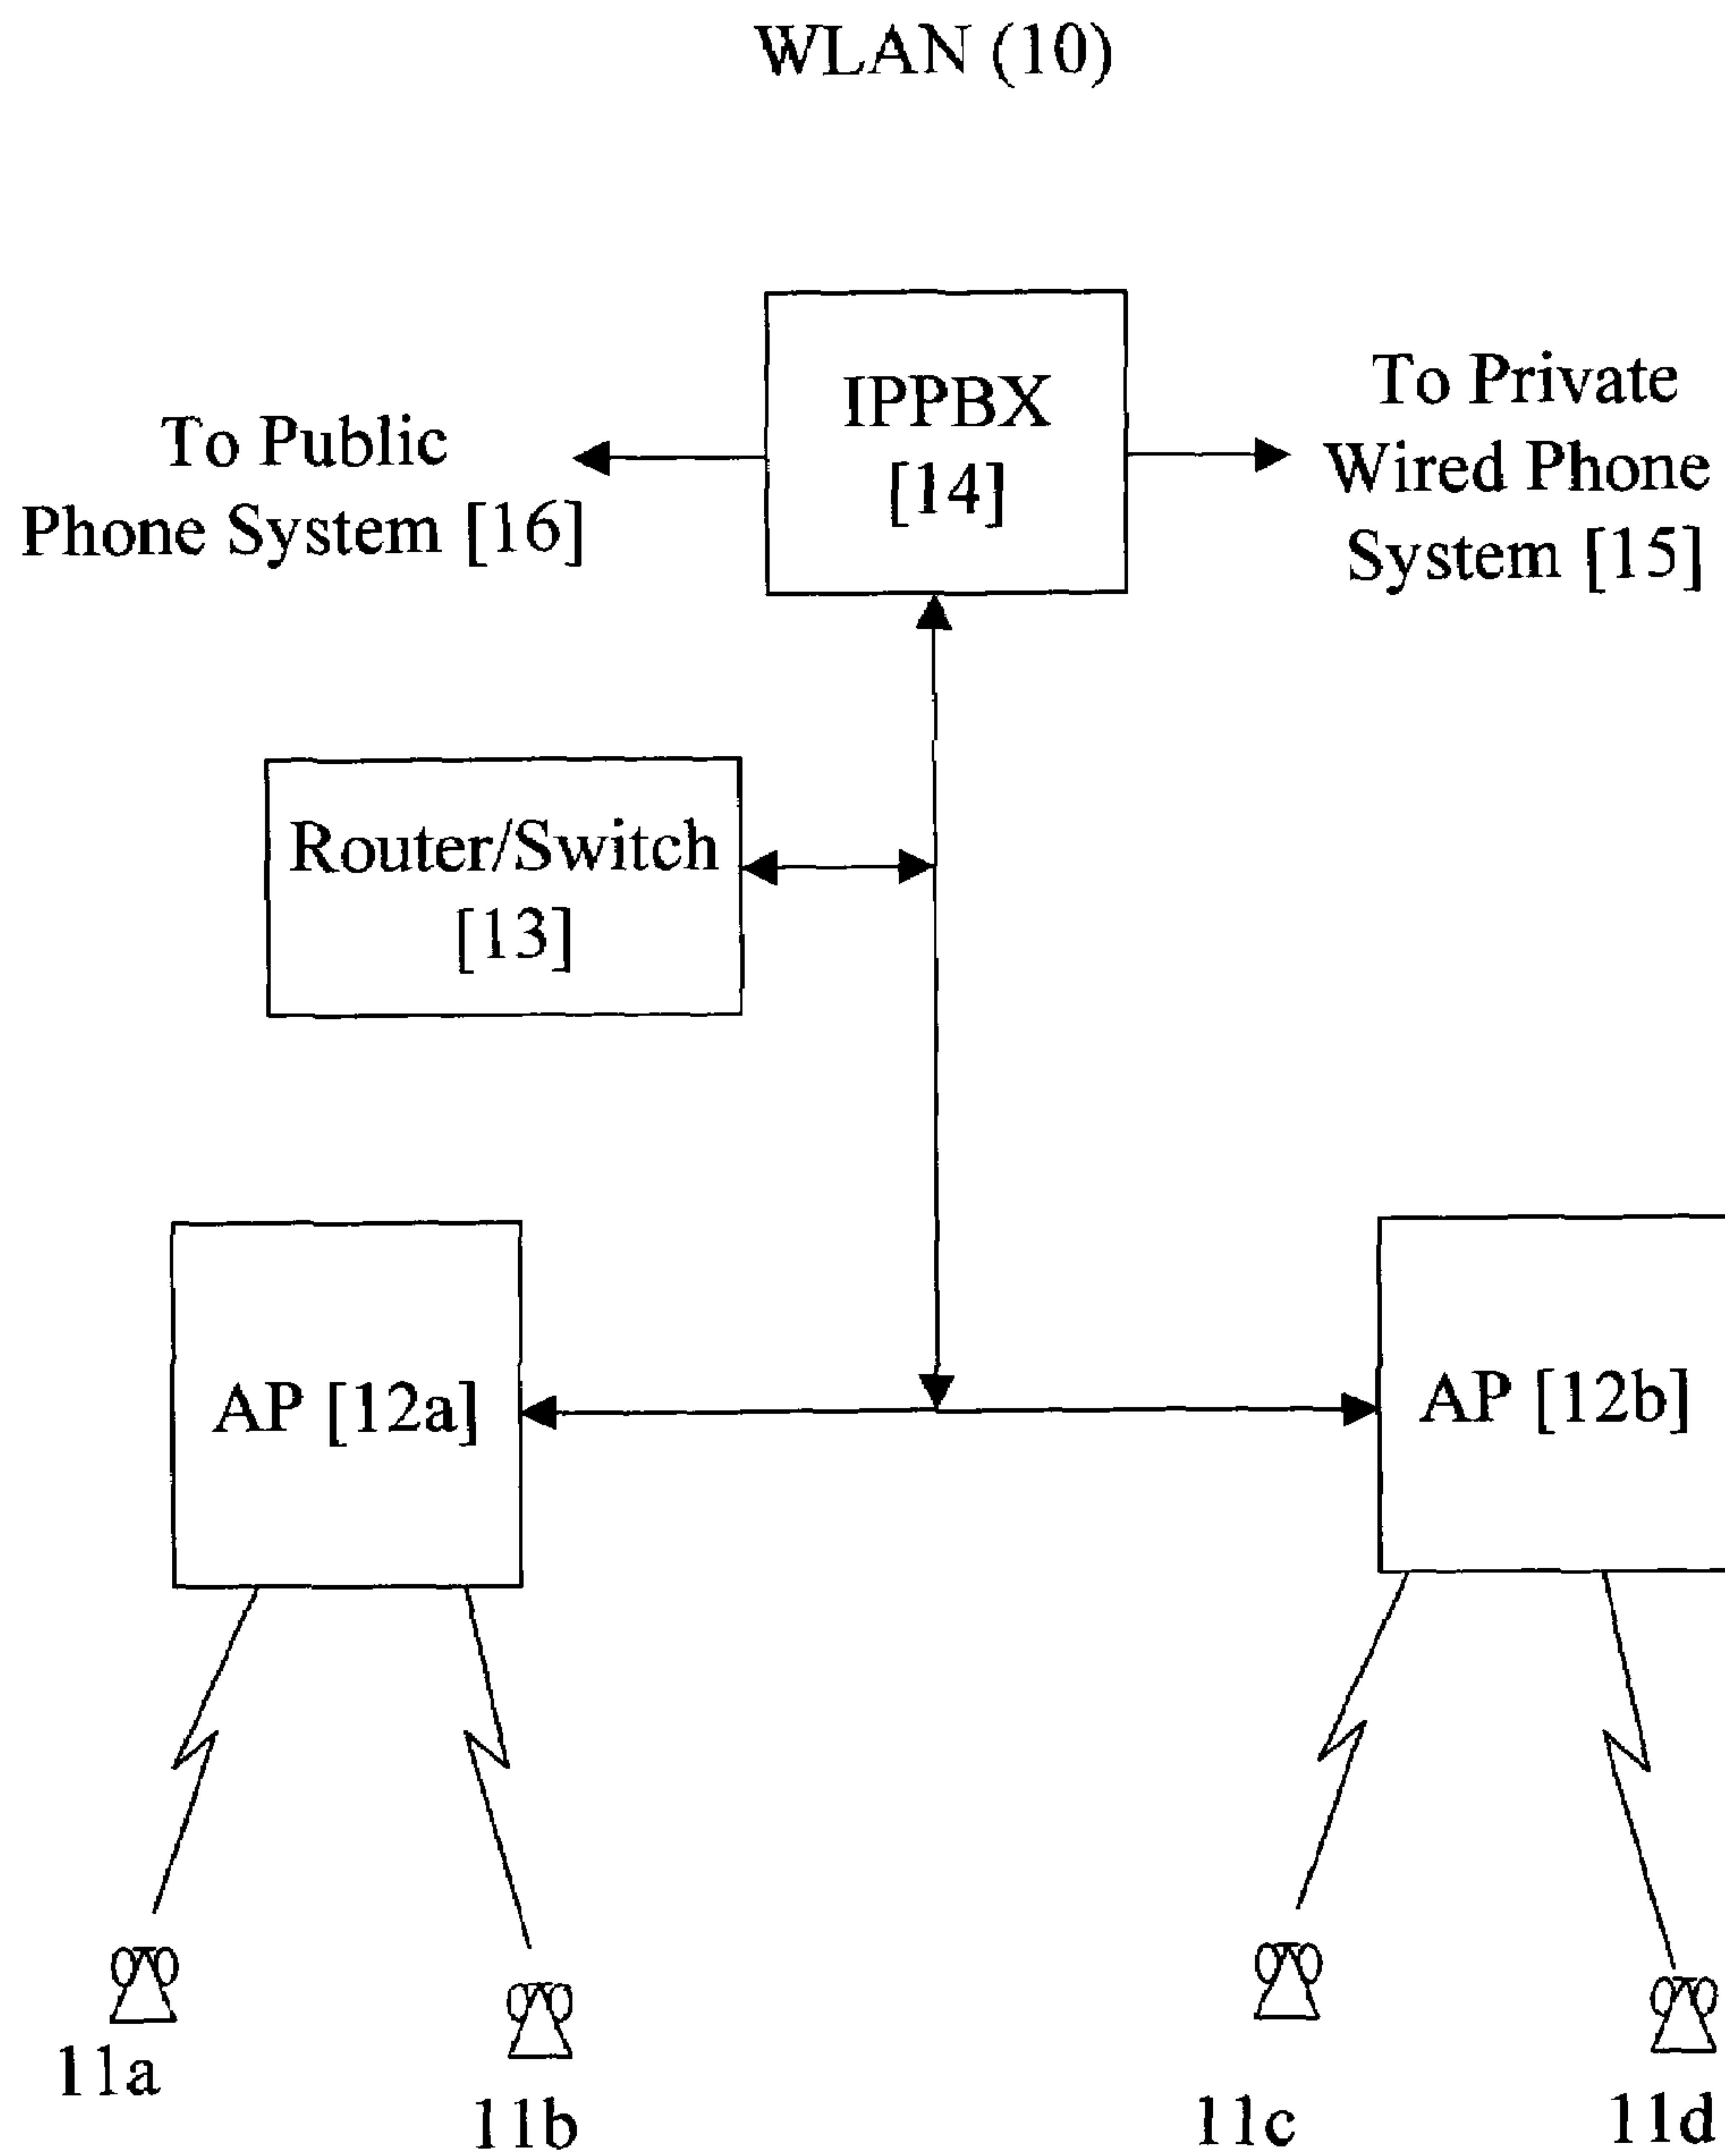 WLAN (10)
IPPBX
[14]
To Public
Phone System [16]
To Private
Wired Phone
System [15]
Router/Switch
[13]
AP [12a]
AP [12b]
11a
11b
11c
11d